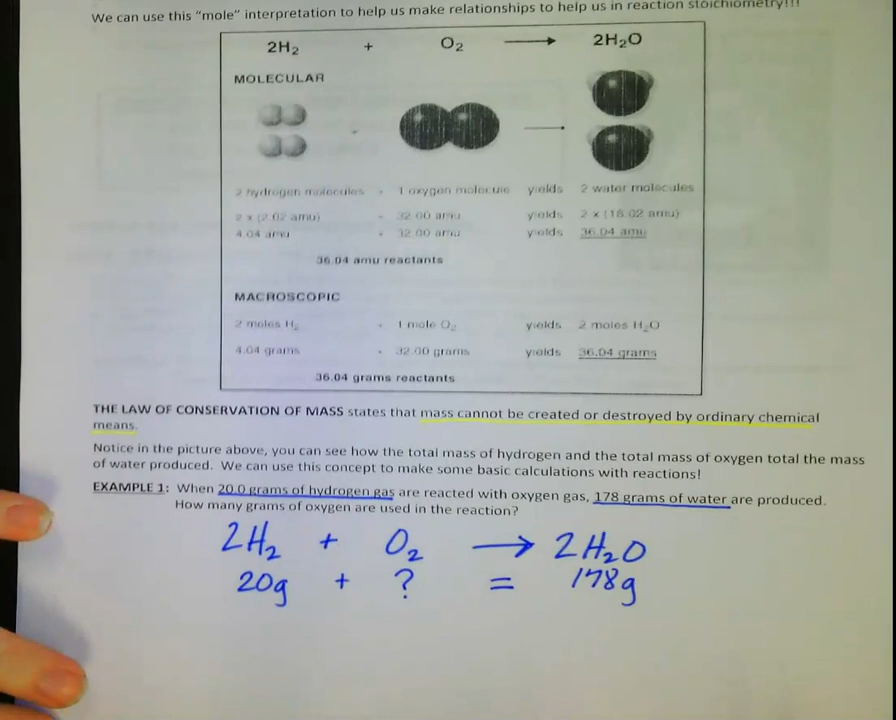 We can use this “mole” interpretation to help us make relationships to help us in reaction stoichiometry!!!
2H₂ + O₂ → 2H₂O
MOLECULAR
2 hydrogen molecules + 1 oxygen molecule yields 2 water molecules
2 x (2.02 amu) + 32.00 amu yields 2 x (18.02 amu)
4.04 amu + 32.00 amu yields 36.04 amu
36.04 amu reactants
MACROSCOPIC
2 moles H₂ + 1 mole O₂ yields 2 moles H₂O
4.04 grams + 32.00 grams yields 36.04 grams
36.04 grams reactants
THE LAW OF CONSERVATION OF MASS states that mass cannot be created or destroyed by ordinary chemical
means.
Notice in the picture above, you can see how the total mass of hydrogen and the total mass of oxygen total the mass
of water produced. We can use this concept to make some basic calculations with reactions!
EXAMPLE 1: When 20.0 grams of hydrogen gas are reacted with oxygen gas, 178 grams of water are produced.
How many grams of oxygen are used in the reaction?
2H₂ + O₂ → 2H₂O
20g + ? = 178g